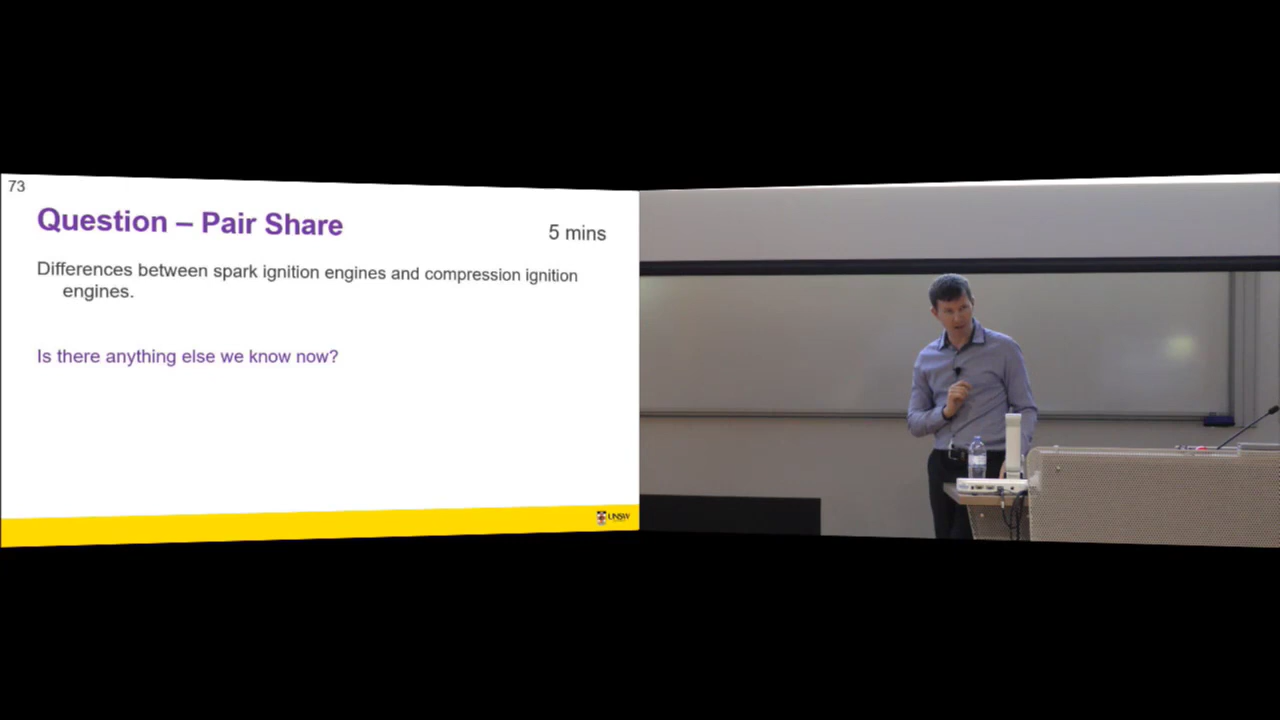 73
Question – Pair Share
5 mins
Differences between spark ignition engines and compression ignition
engines.
Is there anything else we know now?
UNSW